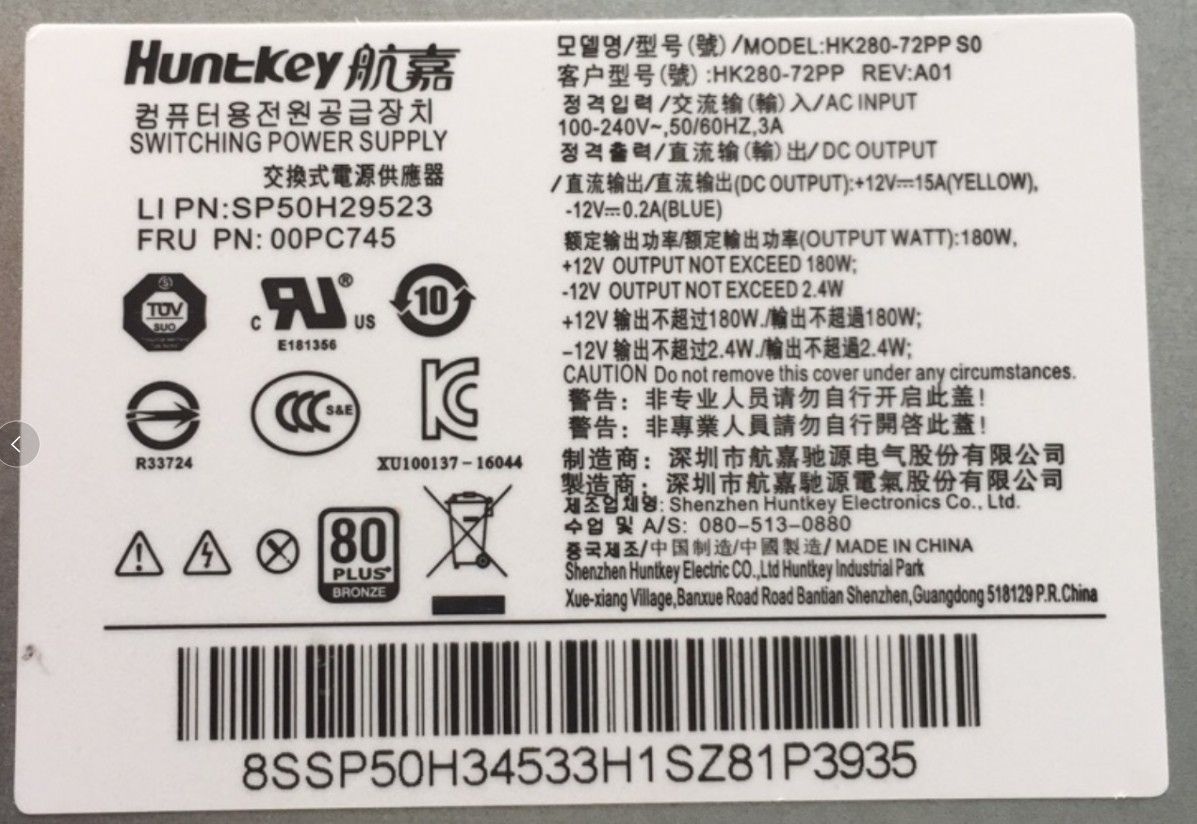 Huntkey 航嘉
컴퓨터용전원공급장치
SWITCHING POWER SUPPLY
交換式電源供應器
LI PN:SP50H29523
FRU PN: 00PC745
S
TUV
SUD
C RU® US
E181356
10
R33724
CCC S&E
KC
XU100137-16044
80
PLUS
BRONZE
모델명/型号(號)/MODEL:HK280-72PP S0
客户型号(號):HK280-72PP REV:A01
정격입력/交流输(輸)入/AC INPUT
100-240V~,50/60HZ,3A
정격출력/直流输(輸)出/DC OUTPUT
/直流输出/直流输出(DC OUTPUT):+12V⎓15A(YELLOW),
-12V⎓0.2A(BLUE)
额定输出功率/額定輸出功率(OUTPUT WATT):180W,
+12V OUTPUT NOT EXCEED 180W;
-12V OUTPUT NOT EXCEED 2.4W
+12V 输出不超过180W./輸出不超過180W;
-12V 输出不超过2.4W./輸出不超過2.4W;
CAUTION Do not remove this cover under any circumstances.
警告：非专业人员请勿自行开启此盖！
警告：非專業人員請勿自行開啓此蓋！
制造商：深圳市航嘉驰源电气股份有限公司
製造商：深圳市航嘉馳源電氣股份有限公司
제조업체명: Shenzhen Huntkey Electronics Co., Ltd.
수업 및 A/S: 080-513-0880
중국제조/中国制造/中國製造/ MADE IN CHINA
Shenzhen Huntkey Electric CO.,Ltd Huntkey Industrial Park
Xue-xiang Village,Banxue Road Road Bantian Shenzhen,Guangdong 518129 P.R.China
8SSP50H34533H1SZ81P3935